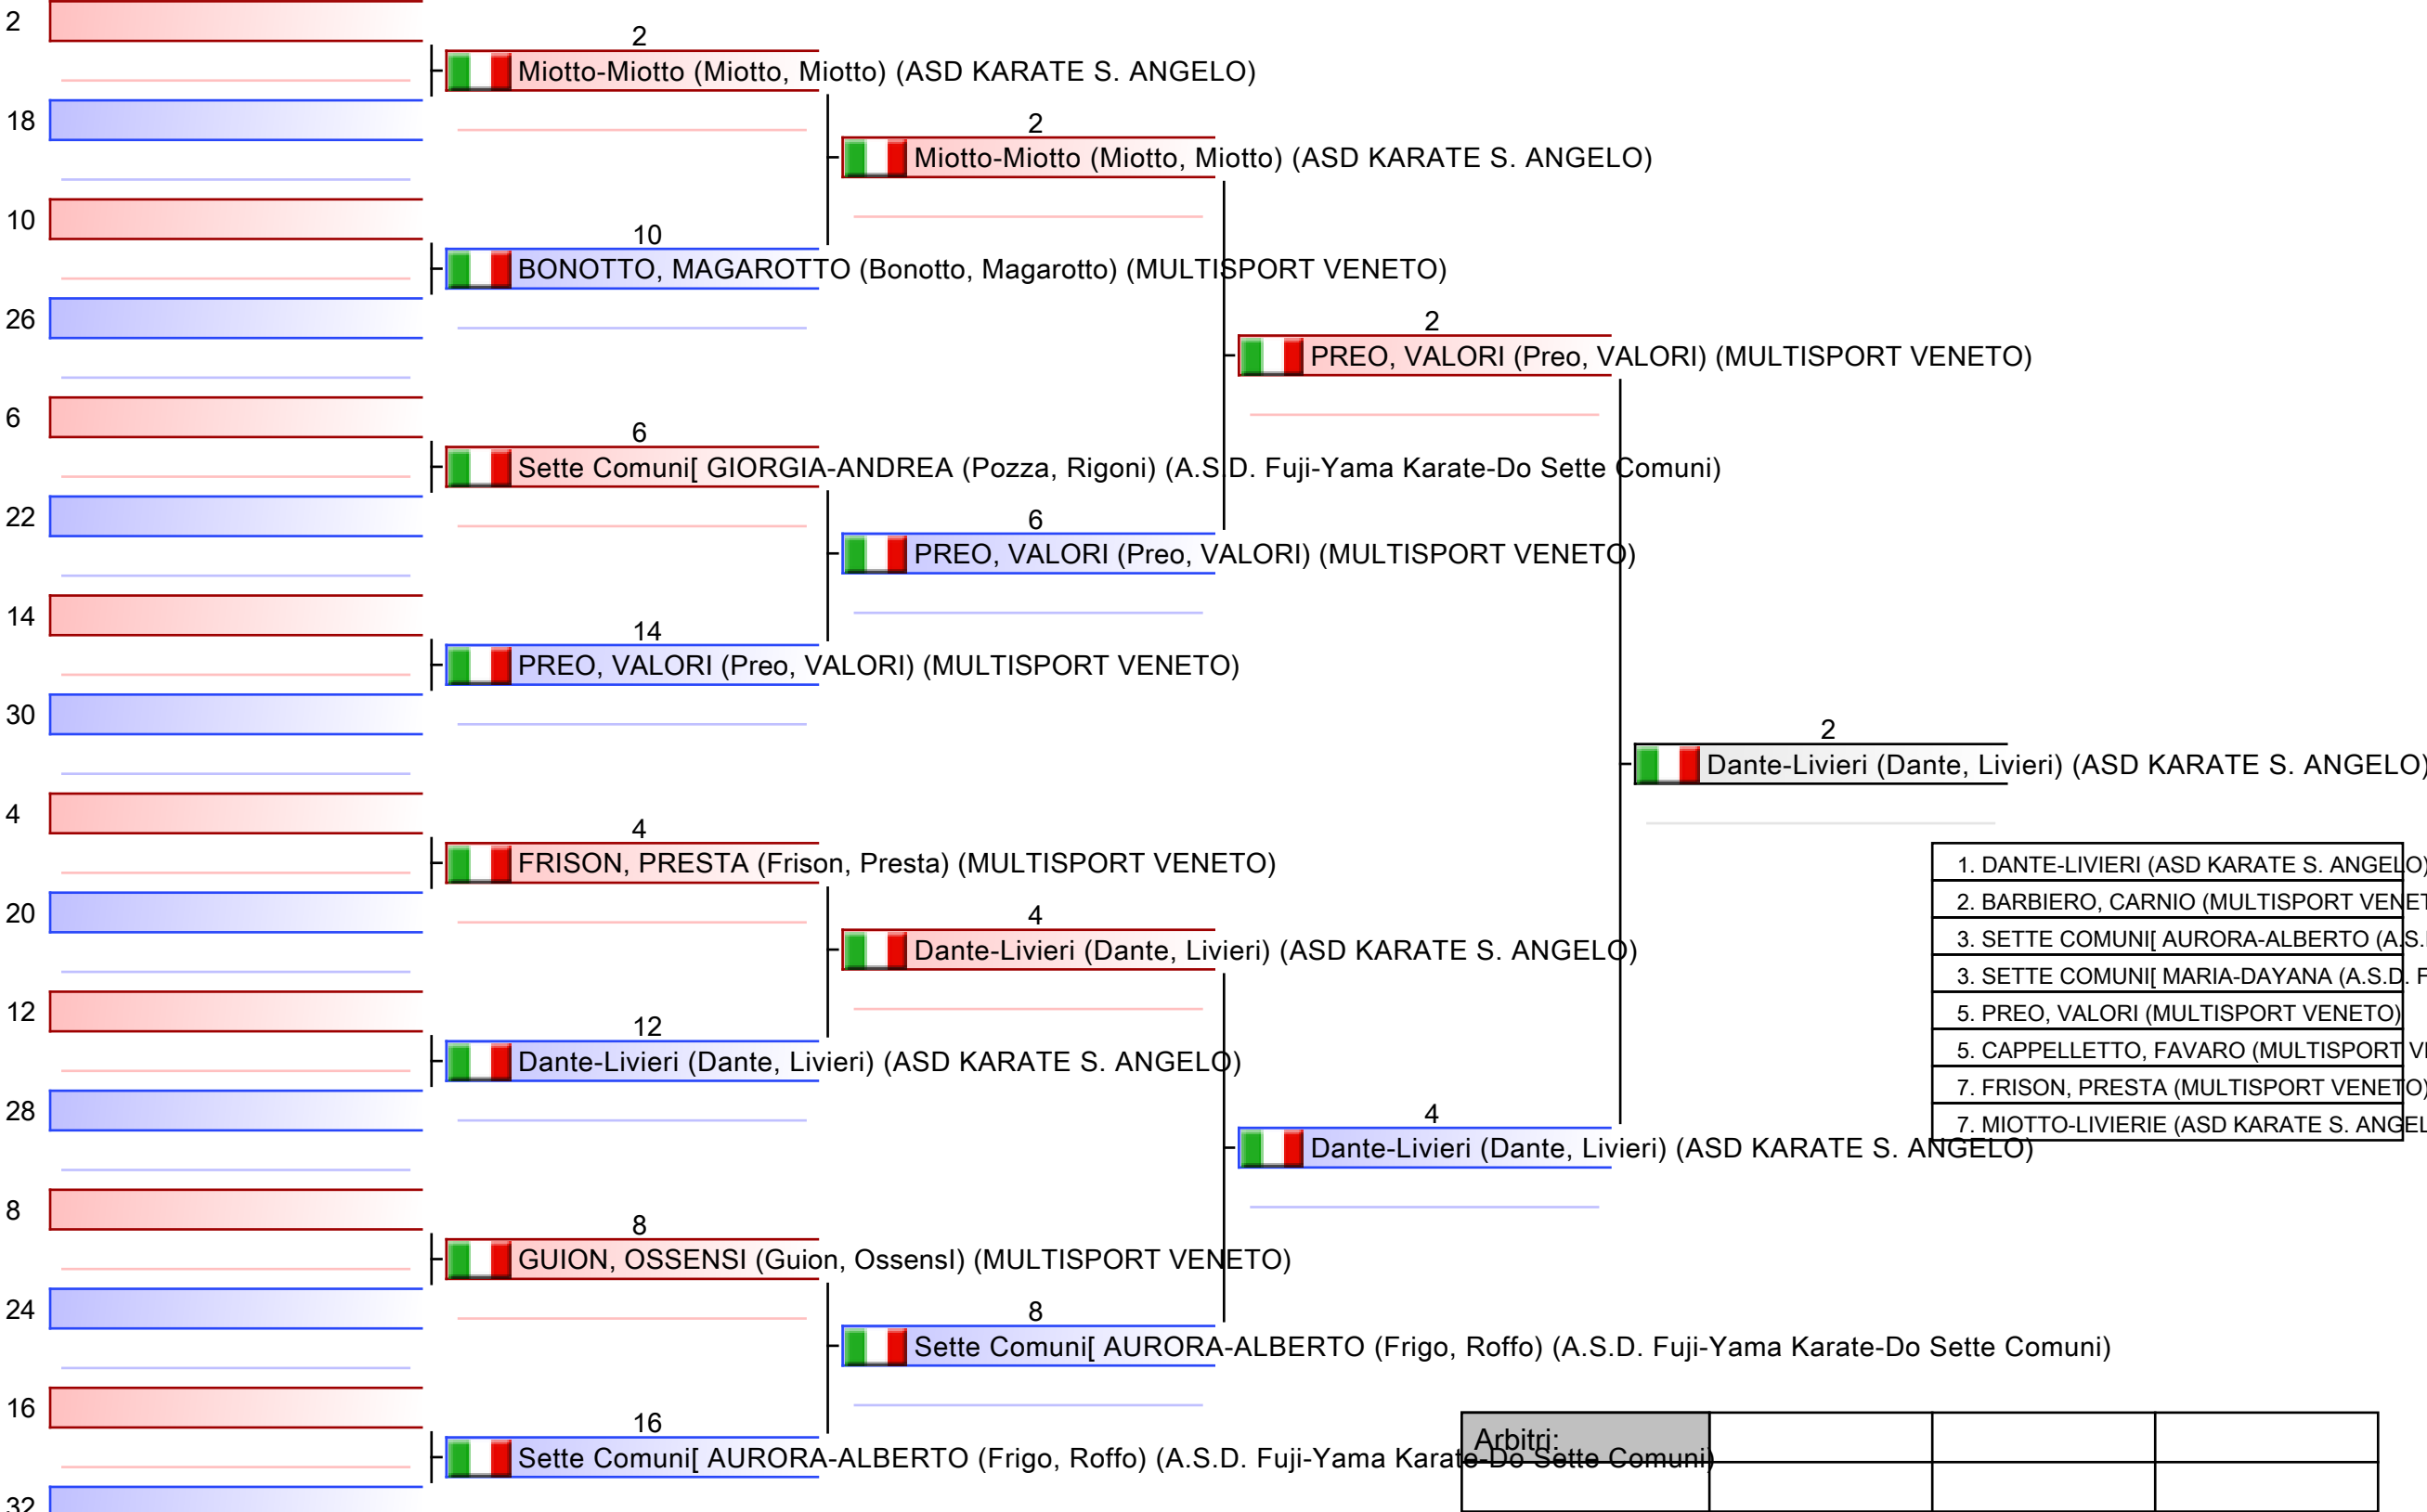 2
2
Miotto-Miotto (Miotto, Miotto) (ASD KARATE S. ANGELO)
18
2
Miotto-Miotto (Miotto, Miotto) (ASD KARATE S. ANGELO)
10
10
BONOTTO, MAGAROTTO (Bonotto, Magarotto) (MULTISPORT VENETO)
26
2
PREO, VALORI (Preo, VALORI) (MULTISPORT VENETO)
6
6
Sette Comuni[ GIORGIA-ANDREA (Pozza, Rigoni) (A.S.D. Fuji-Yama Karate-Do Sette Comuni)
22
6
PREO, VALORI (Preo, VALORI) (MULTISPORT VENETO)
14
14
PREO, VALORI (Preo, VALORI) (MULTISPORT VENETO)
30
2
Dante-Livieri (Dante, Livieri) (ASD KARATE S. ANGELO)
4
4
FRISON, PRESTA (Frison, Presta) (MULTISPORT VENETO)
20
4
Dante-Livieri (Dante, Livieri) (ASD KARATE S. ANGELO)
12
12
Dante-Livieri (Dante, Livieri) (ASD KARATE S. ANGELO)
28
4
Dante-Livieri (Dante, Livieri) (ASD KARATE S. ANGELO)
1. DANTE-LIVIERI (ASD KARATE S. ANGELO)
2. BARBIERO, CARNIO (MULTISPORT VENET
3. SETTE COMUNI[ AURORA-ALBERTO (A.S.
3. SETTE COMUNI[ MARIA-DAYANA (A.S.D. F
5. PREO, VALORI (MULTISPORT VENETO)
5. CAPPELLETTO, FAVARO (MULTISPORT VE
7. FRISON, PRESTA (MULTISPORT VENETO)
7. MIOTTO-LIVIERIE (ASD KARATE S. ANGEL
8
8
GUION, OSSENSI (Guion, OssensI) (MULTISPORT VENETO)
24
8
Sette Comuni[ AURORA-ALBERTO (Frigo, Roffo) (A.S.D. Fuji-Yama Karate-Do Sette Comuni)
16
16
Sette Comuni[ AURORA-ALBERTO (Frigo, Roffo) (A.S.D. Fuji-Yama Karate-Do Sette Comuni)
32
Arbitri: